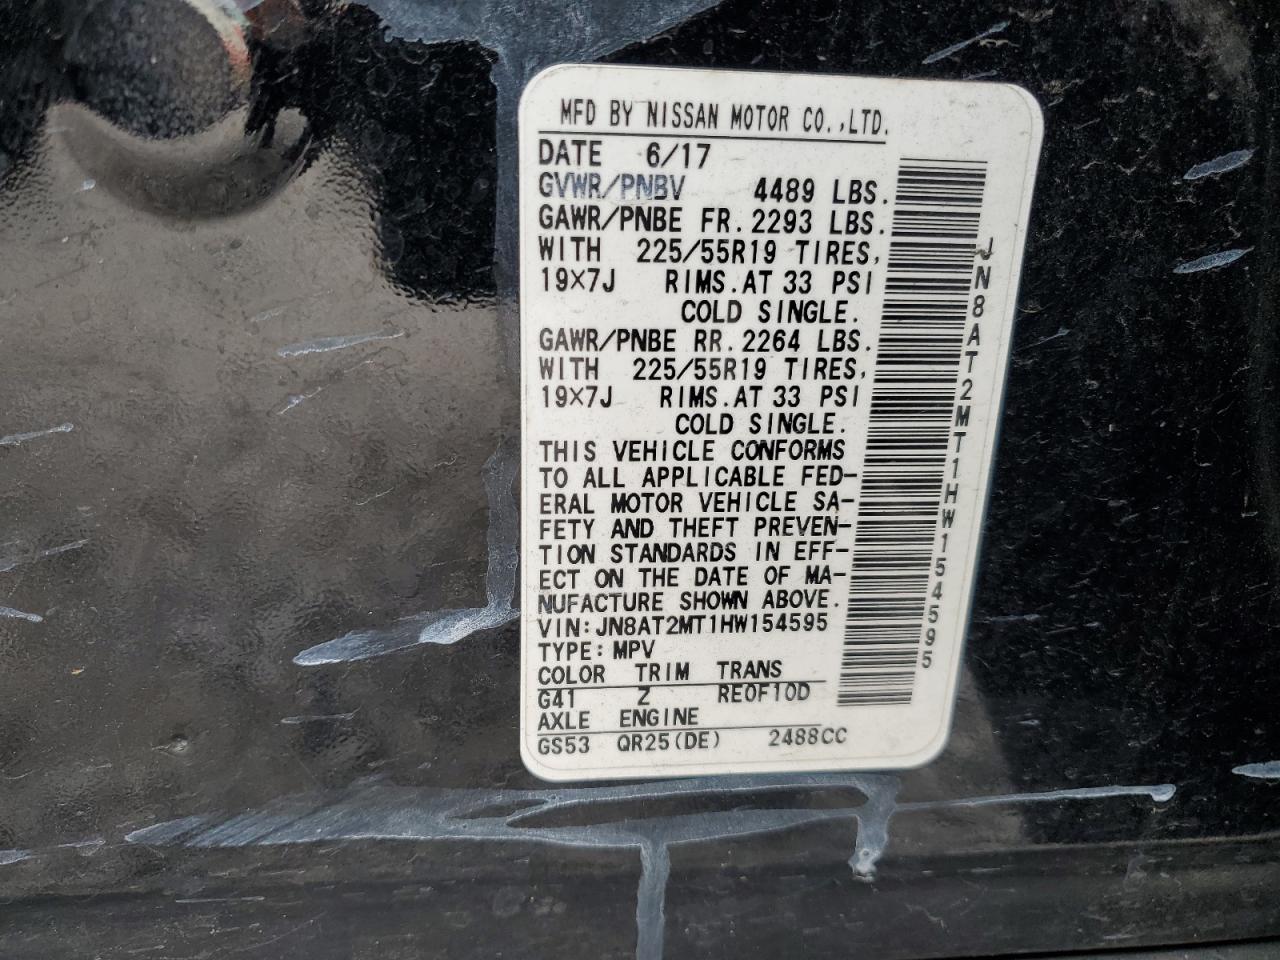 MFD BY NISSAN MOTOR CO.,LTD.
DATE 6/17
GVWR/PNBV 4489 LBS.
GAWR/PNBE FR. 2293 LBS.
WITH 225/55R19 TIRES,
19×7J RIMS.AT 33 PSI
COLD SINGLE.
GAWR/PNBE RR. 2264 LBS.
WITH 225/55R19 TIRES,
19×7J RIMS.AT 33 PSI
COLD SINGLE.
THIS VEHICLE CONFORMS
TO ALL APPLICABLE FED-
ERAL MOTOR VEHICLE SA-
FETY AND THEFT PREVEN-
TION STANDARDS IN EFF-
ECT ON THE DATE OF MA-
NUFACTURE SHOWN ABOVE.
VIN:JN8AT2MT1HW154595
TYPE:MPV
COLOR TRIM TRANS
G41 Z RE0F10D
AXLE ENGINE
GS53 QR25(DE) 2488CC
JN8AT2MT1HW154595